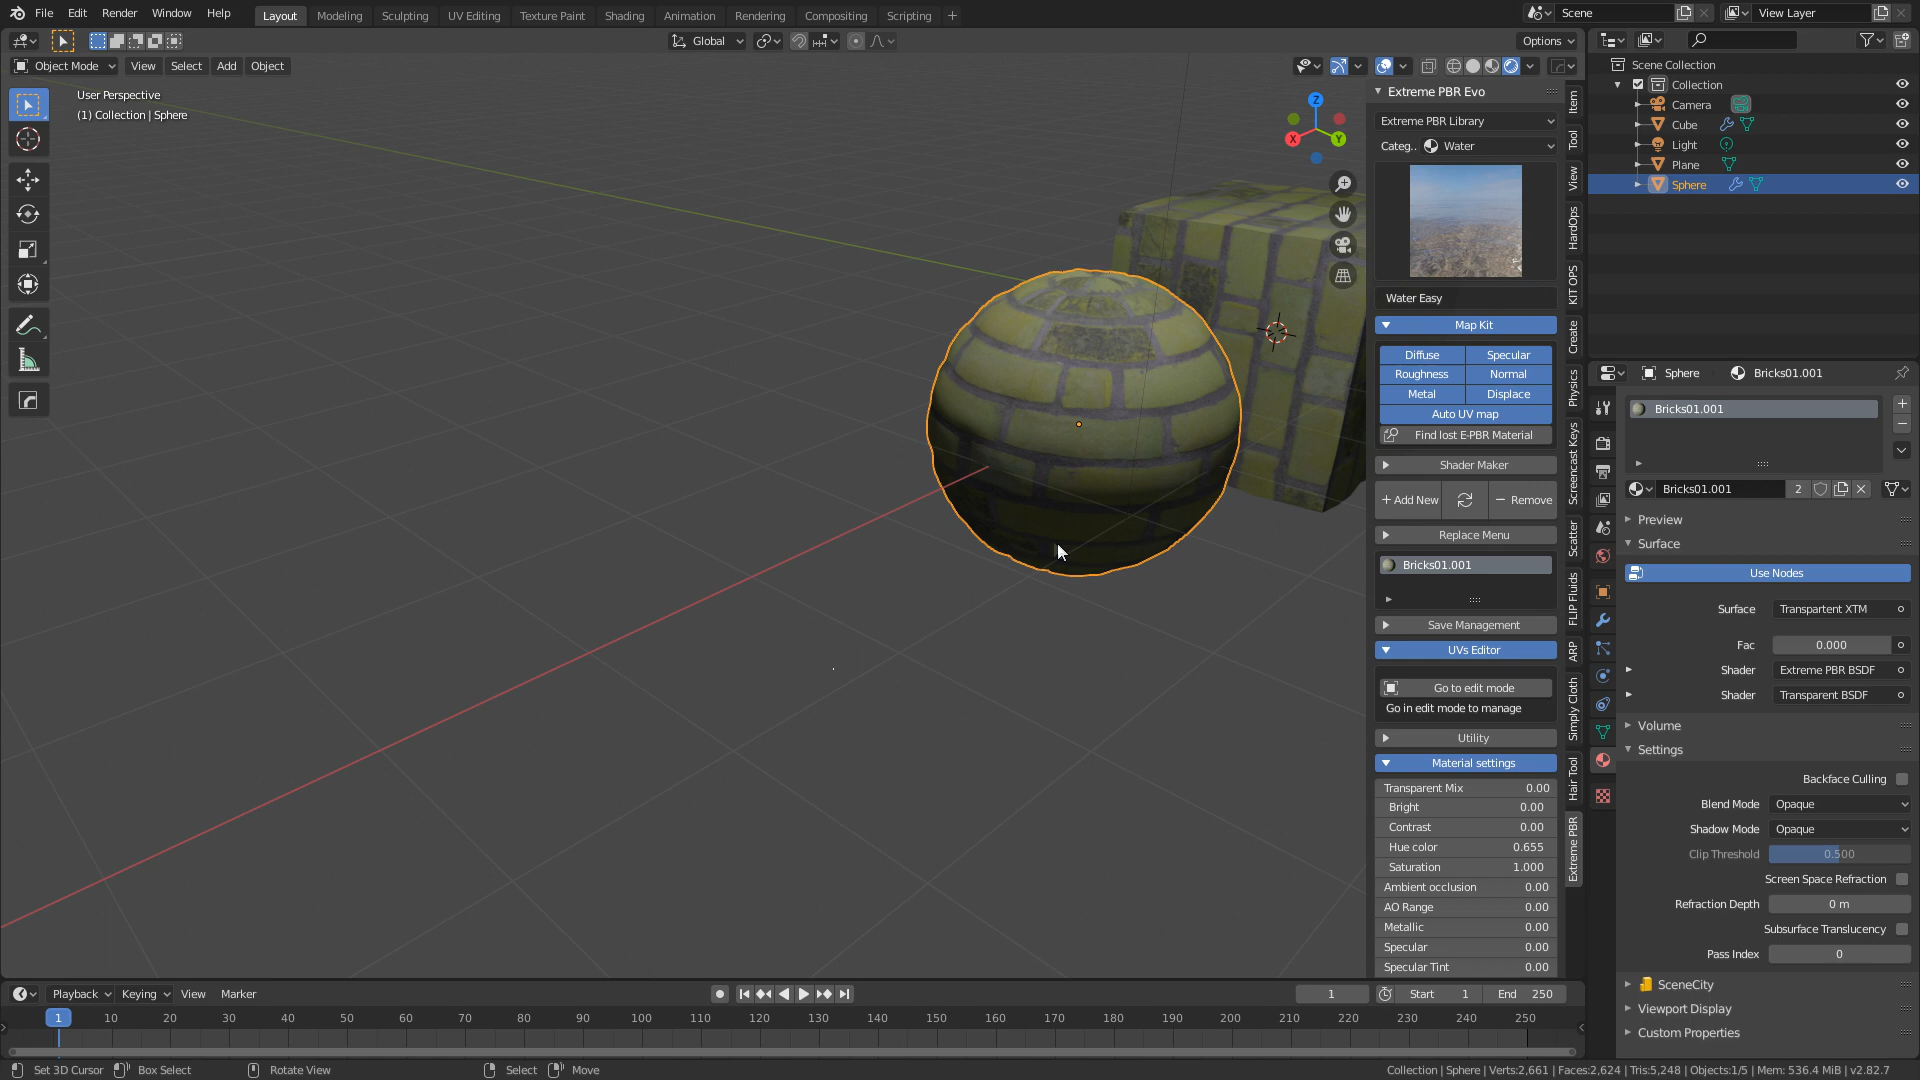 File Edit Render Window Help Layout Modeling Sculpting UV Editing Texture Paint Shading Animation Rendering Compositing Scripting + Scene View Layer
Global Options
Object Mode View Select Add Object
User Perspective
(1) Collection | Sphere
Z
X
Y
Extreme PBR Evo
Extreme PBR Library
Categ.. Water
Water Easy
Map Kit
Diffuse Specular
Roughness Normal
Metal Displace
Auto UV map
Find lost E-PBR Material
Shader Maker
+ Add New − Remove
Replace Menu
Bricks01.001
Save Management
UVs Editor
Go to edit mode
Go in edit mode to manage
Utility
Material settings
Transparent Mix 0.00
Bright 0.00
Contrast 0.00
Hue color 0.655
Saturation 1.000
Ambient occlusion 0.00
AO Range 0.00
Metallic 0.00
Specular 0.00
Specular Tint 0.00
Item
Tool
View
HardOps
KIT OPS
Create
Physics
Screencast Keys
Scatter
FLIP Fluids
ARP
Simply Cloth
Hair Tool
Extreme PBR
Scene Collection
Collection
Camera
Cube
Light
Plane
Sphere
Sphere Bricks01.001
Bricks01.001
Bricks01.001 2
Preview
Surface
Use Nodes
Surface Transpartent XTM
Fac 0.000
Shader Extreme PBR BSDF
Shader Transparent BSDF
Volume
Settings
Backface Culling
Blend Mode Opaque
Shadow Mode Opaque
Clip Threshold 0.500
Screen Space Refraction
Refraction Depth 0 m
Subsurface Translucency
Pass Index 0
SceneCity
Viewport Display
Custom Properties
Playback Keying View Marker 1 Start 1 End 250
1 10 20 30 40 50 60 70 80 90 100 110 120 130 140 150 160 170 180 190 200 210 220 230 240 250
Set 3D Cursor Box Select Rotate View Select Move Collection | Sphere | Verts:2,661 | Faces:2,624 | Tris:5,248 | Objects:1/5 | Mem: 536.4 MiB | v2.82.7